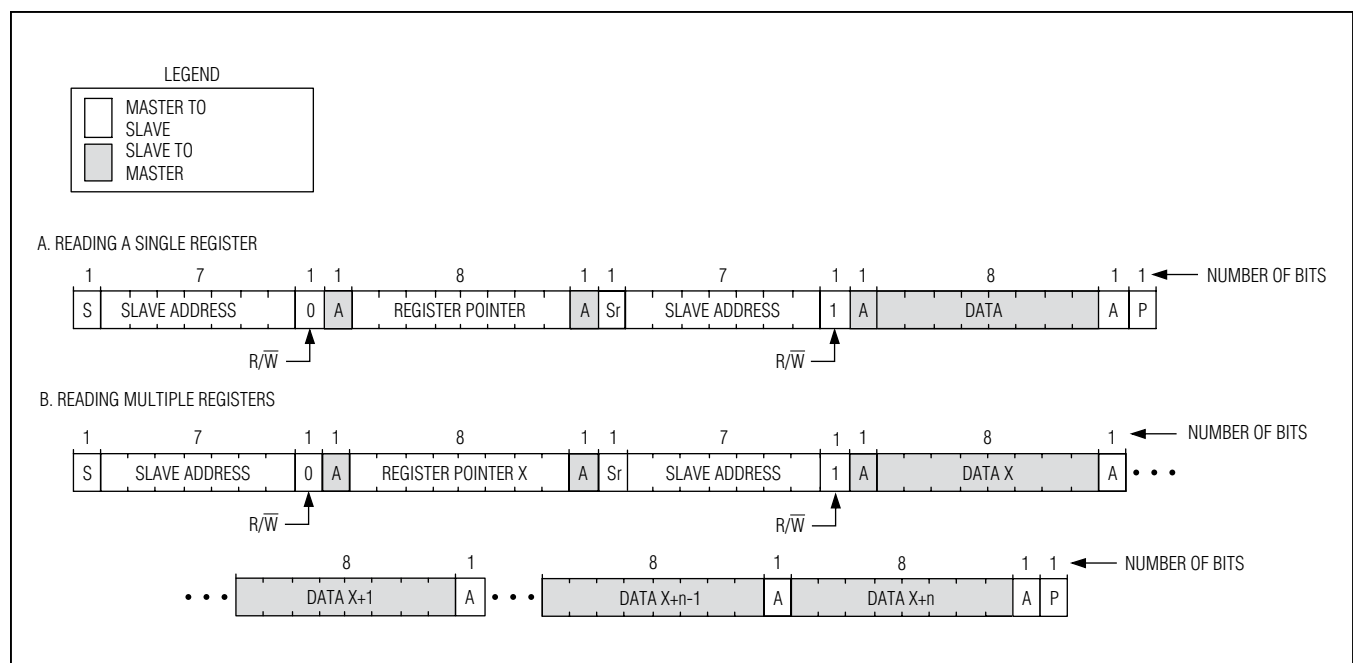 LEGEND
MASTER TO
SLAVE
SLAVE TO
MASTER
A. READING A SINGLE REGISTER
1 7 1 1 8 1 1 7 1 1 8 1 1 NUMBER OF BITS
S SLAVE ADDRESS 0 A REGISTER POINTER A Sr SLAVE ADDRESS 1 A DATA A P
R/W̅ R/W̅
B. READING MULTIPLE REGISTERS
1 7 1 1 8 1 1 7 1 1 8 1 NUMBER OF BITS
S SLAVE ADDRESS 0 A REGISTER POINTER X A Sr SLAVE ADDRESS 1 A DATA X A • • •
R/W̅ R/W̅
8 1 8 1 8 1 1 NUMBER OF BITS
• • • DATA X+1 A • • • DATA X+n-1 A DATA X+n A P